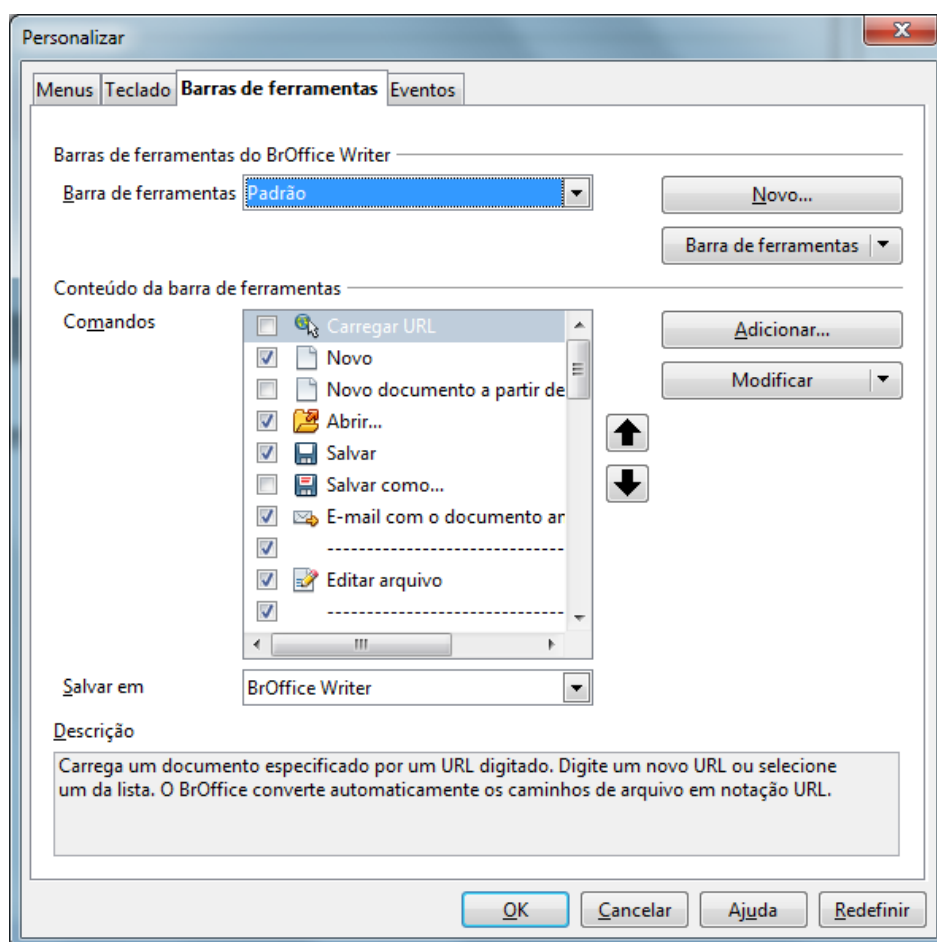 Personalizar
Menus Teclado Barras de ferramentas Eventos
Barras de ferramentas do BrOffice Writer
Barra de ferramentas Padrão Novo...
Barra de ferramentas
Conteúdo da barra de ferramentas
Comandos Carregar URL Adicionar...
Novo
Modificar
Novo documento a partir de
Abrir...
Salvar
Salvar como...
E-mail com o documento ar
--------------------------------
Editar arquivo
--------------------------------
Salvar em BrOffice Writer
Descrição
Carrega um documento especificado por um URL digitado. Digite um novo URL ou selecione
um da lista. O BrOffice converte automaticamente os caminhos de arquivo em notação URL.
OK Cancelar Ajuda Redefinir